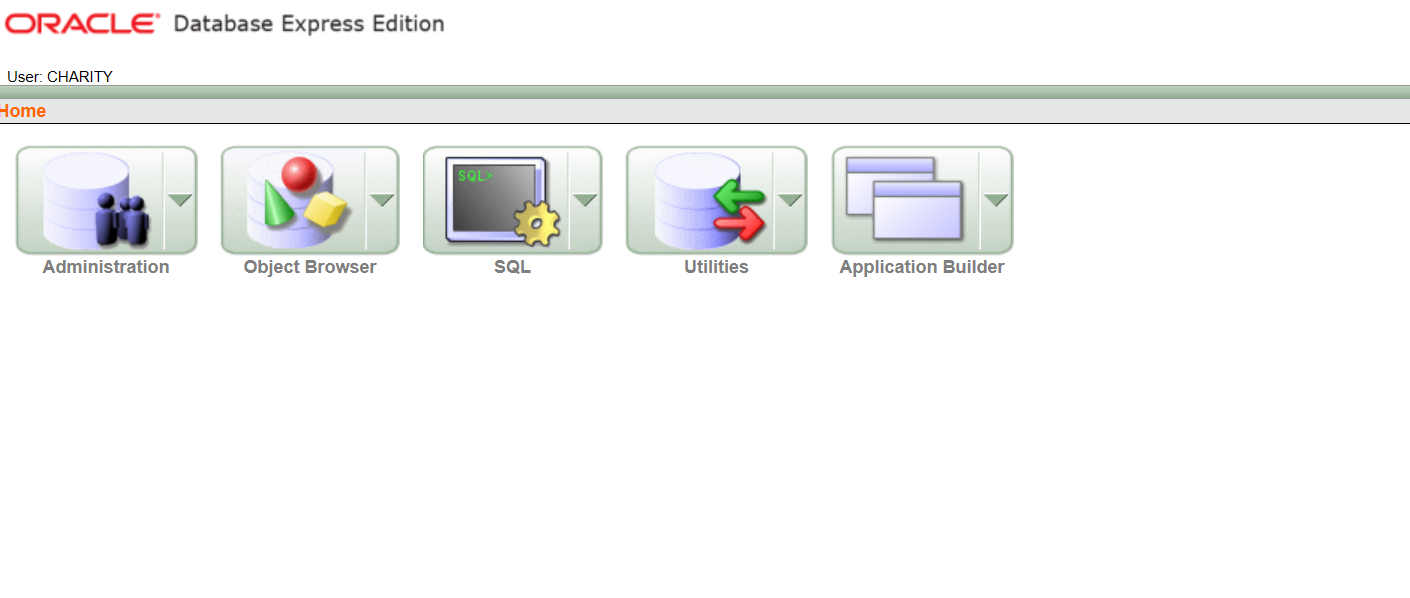 ORACLE Database Express Edition
User: CHARITY
Home
SQL>
Administration
Object Browser
SQL
Utilities
Application Builder